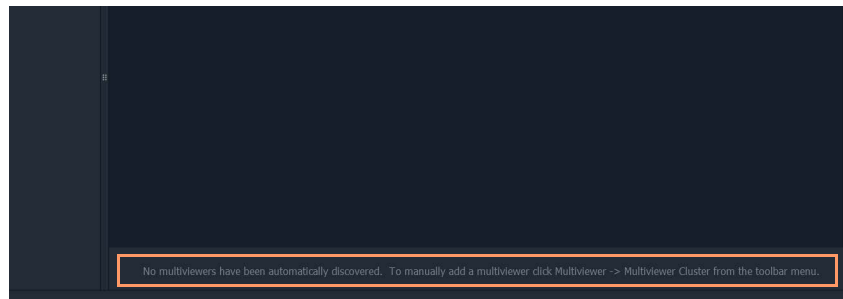 No multiviewers have been automatically discovered.  To manually add a multiviewer click Multiviewer -> Multiviewer Cluster from the toolbar menu.